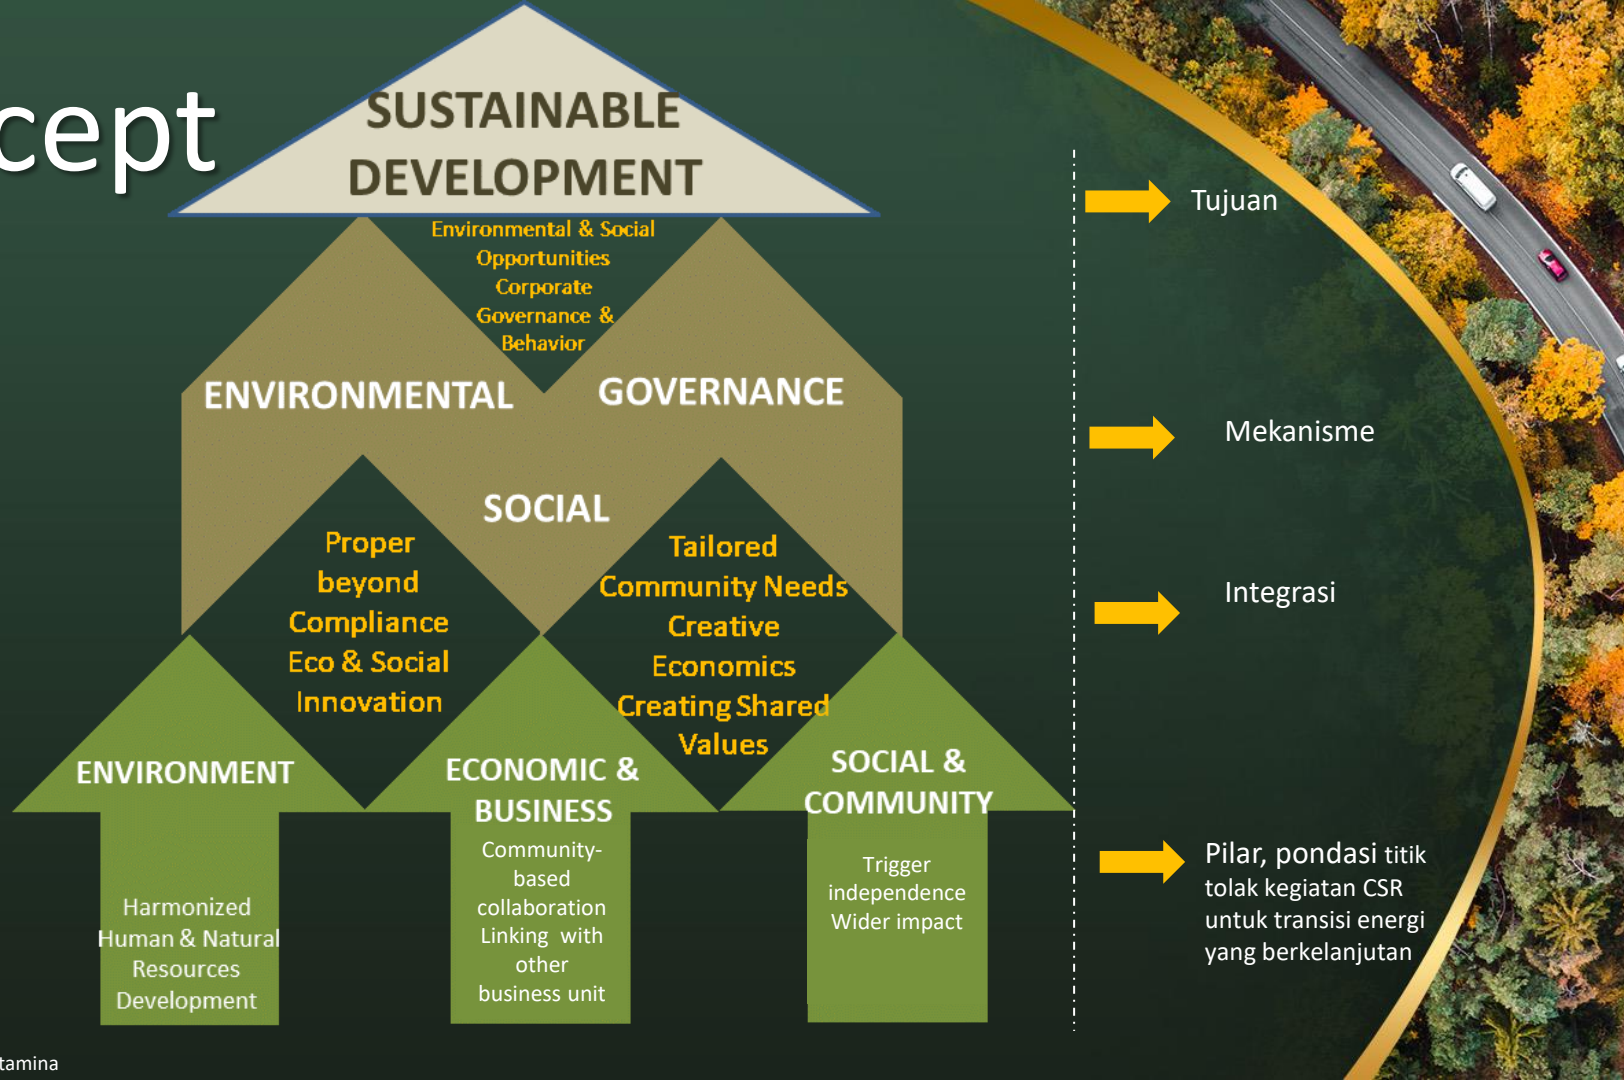 cept
SUSTAINABLE
DEVELOPMENT
Environmental & Social
Opportunities
Corporate
Governance &
Behavior
ENVIRONMENTAL
GOVERNANCE
SOCIAL
Proper
beyond
Compliance
Eco & Social
Innovation
Tailored
Community Needs
Creative
Economics
Creating Shared
Values
ENVIRONMENT
Harmonized
Human & Natural
Resources
Development
ECONOMIC &
BUSINESS
Community-
based
collaboration
Linking with
other
business unit
SOCIAL &
COMMUNITY
Trigger
independence
Wider impact
Tujuan
Mekanisme
Integrasi
Pilar, pondasi titik
tolak kegiatan CSR
untuk transisi energi
yang berkelanjutan
tamina